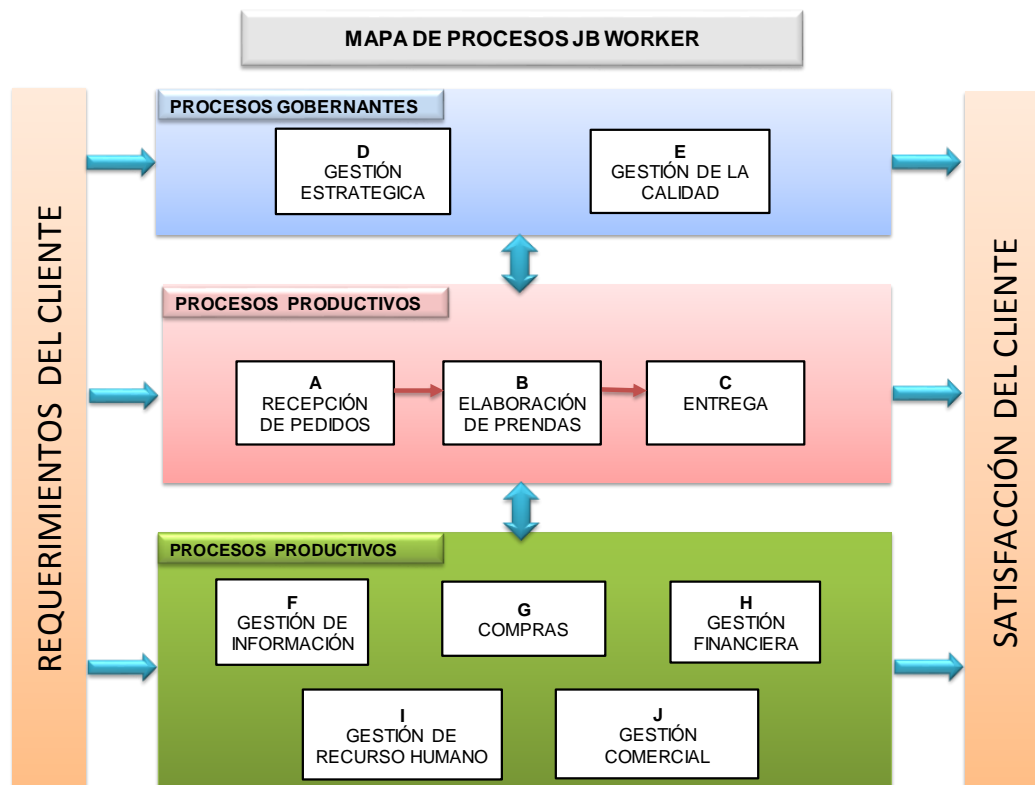 MAPA DE PROCESOS JB WORKER
REQUERIMIENTOS DEL CLIENTE
PROCESOS GOBERNANTES
D
GESTIÓN
ESTRATEGICA
E
GESTIÓN DE LA
CALIDAD
PROCESOS PRODUCTIVOS
A
RECEPCIÓN
DE PEDIDOS
B
ELABORACIÓN
DE PRENDAS
C
ENTREGA
PROCESOS PRODUCTIVOS
F
GESTIÓN DE
INFORMACIÓN
G
COMPRAS
H
GESTIÓN
FINANCIERA
I
GESTIÓN DE
RECURSO HUMANO
J
GESTIÓN
COMERCIAL
SATISFACCIÓN DEL CLIENTE